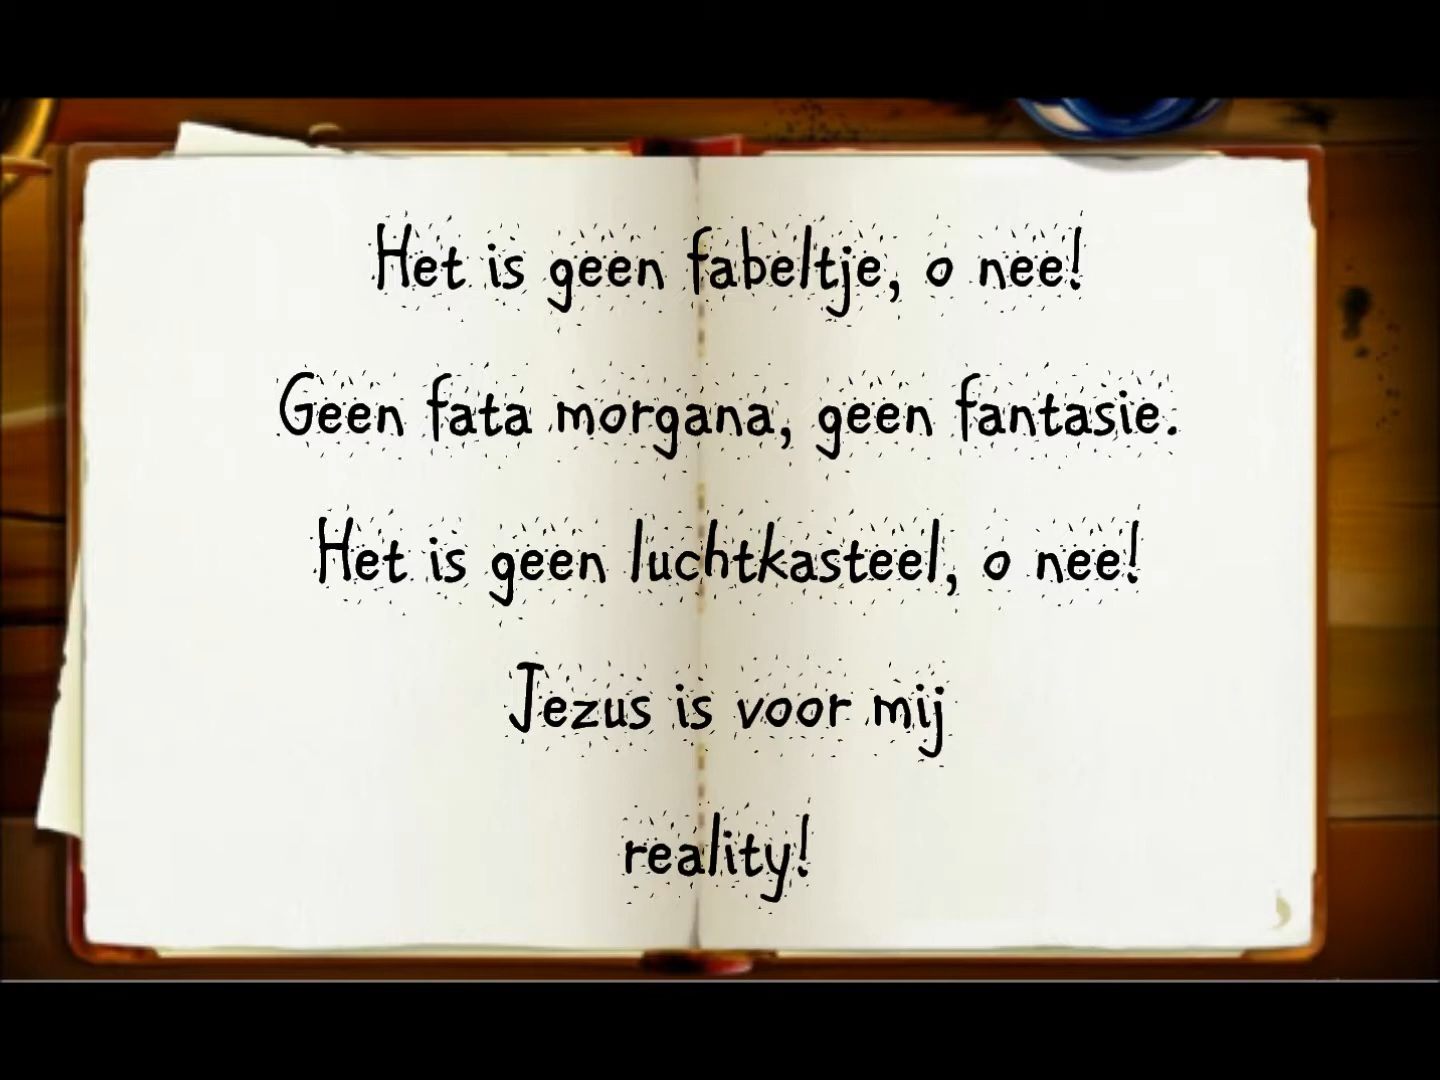 Het is geen fabeltje, o nee!
Geen fata morgana, geen fantasie.
Het is geen luchtkasteel, o nee!
Jezus is voor mij
reality!